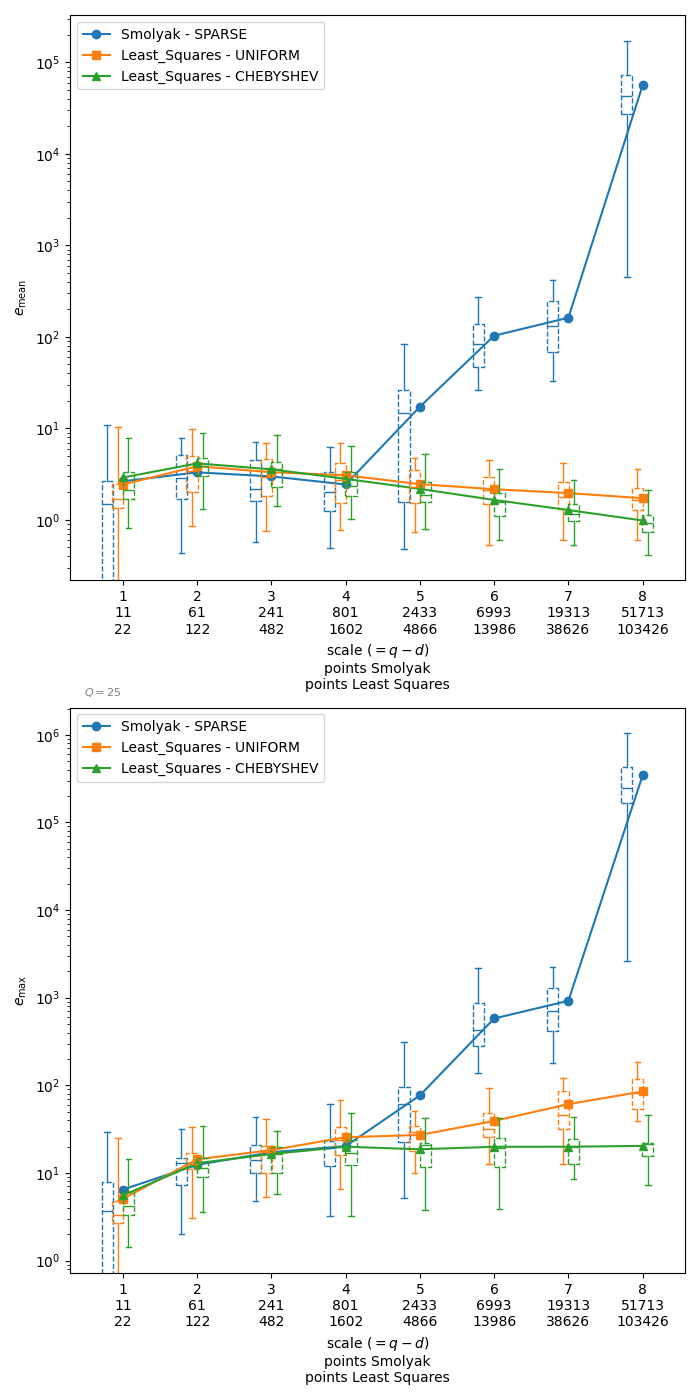 Smolyak - SPARSE
Least_Squares - UNIFORM
Least_Squares - CHEBYSHEV
10^5
10^4
10^3
10^2
10^1
10^0
e_mean
1 2 3 4 5 6 7 8
11 61 241 801 2433 6993 19313 51713
22 122 482 1602 4866 13986 38626 103426
scale (= q − d)
points Smolyak
points Least Squares
Q = 25
Smolyak - SPARSE
Least_Squares - UNIFORM
Least_Squares - CHEBYSHEV
10^6
10^5
10^4
10^3
10^2
10^1
10^0
e_max
1 2 3 4 5 6 7 8
11 61 241 801 2433 6993 19313 51713
22 122 482 1602 4866 13986 38626 103426
scale (= q − d)
points Smolyak
points Least Squares